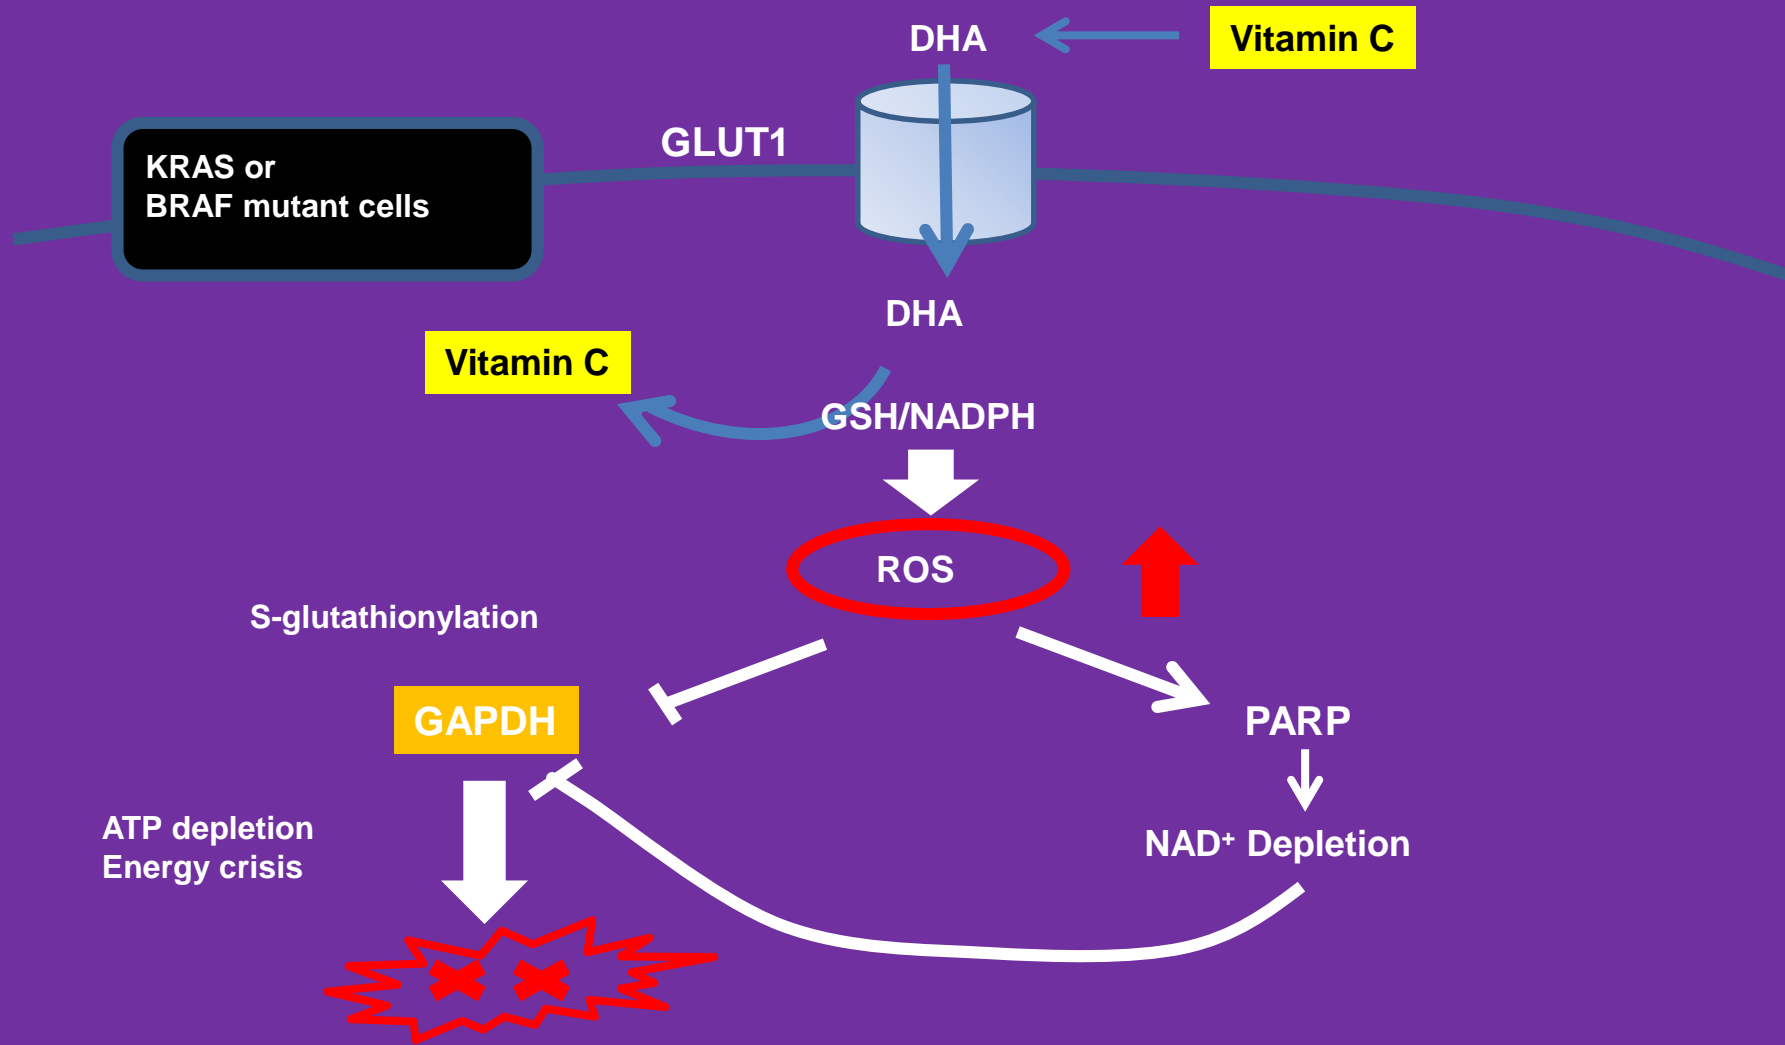 DHA
Vitamin C
GLUT1
KRAS or
BRAF mutant cells
DHA
Vitamin C
GSH/NADPH
ROS
S-glutathionylation
GAPDH
PARP
ATP depletion
Energy crisis
NAD⁺ Depletion